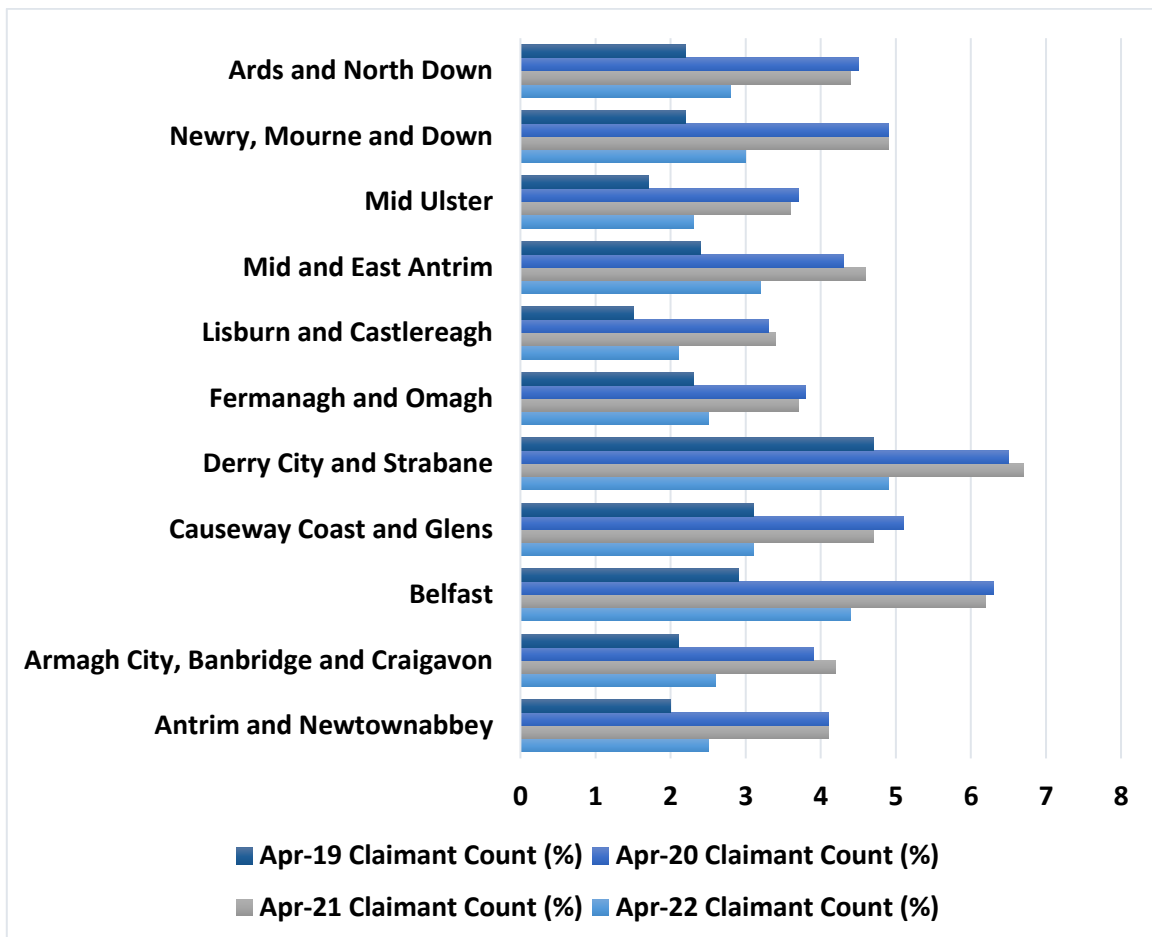 Ards and North Down
Newry, Mourne and Down
Mid Ulster
Mid and East Antrim
Lisburn and Castlereagh
Fermanagh and Omagh
Derry City and Strabane
Causeway Coast and Glens
Belfast
Armagh City, Banbridge and Craigavon
Antrim and Newtownabbey
0 1 2 3 4 5 6 7 8
Apr-19 Claimant Count (%) Apr-20 Claimant Count (%)
Apr-21 Claimant Count (%) Apr-22 Claimant Count (%)